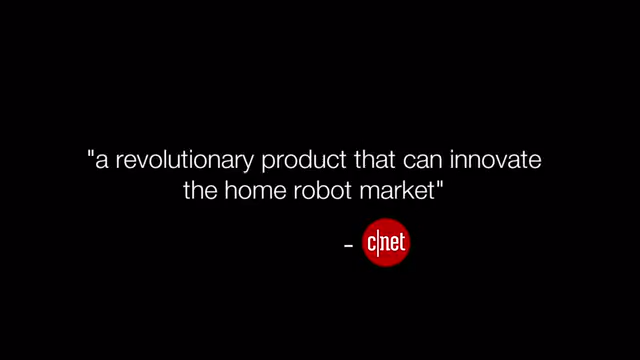 "a revolutionary product that can innovate
the home robot market"
– c|net